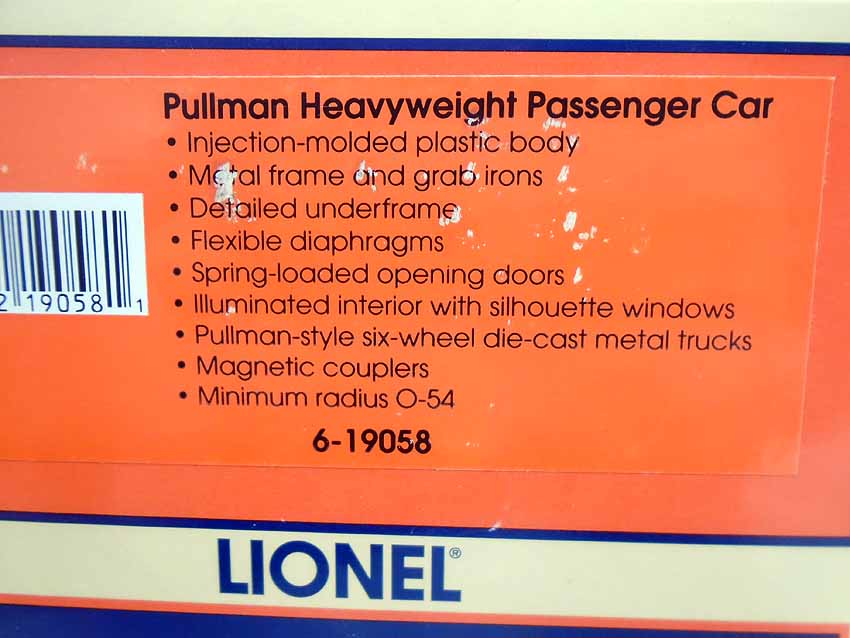 Pullman Heavyweight Passenger Car
• Injection-molded plastic body
• Metal frame and grab irons
• Detailed underframe
• Flexible diaphragms
• Spring-loaded opening doors
• Illuminated interior with silhouette windows
• Pullman-style six-wheel die-cast metal trucks
• Magnetic couplers
• Minimum radius O-54
2 19058 1
6-19058
LIONEL®